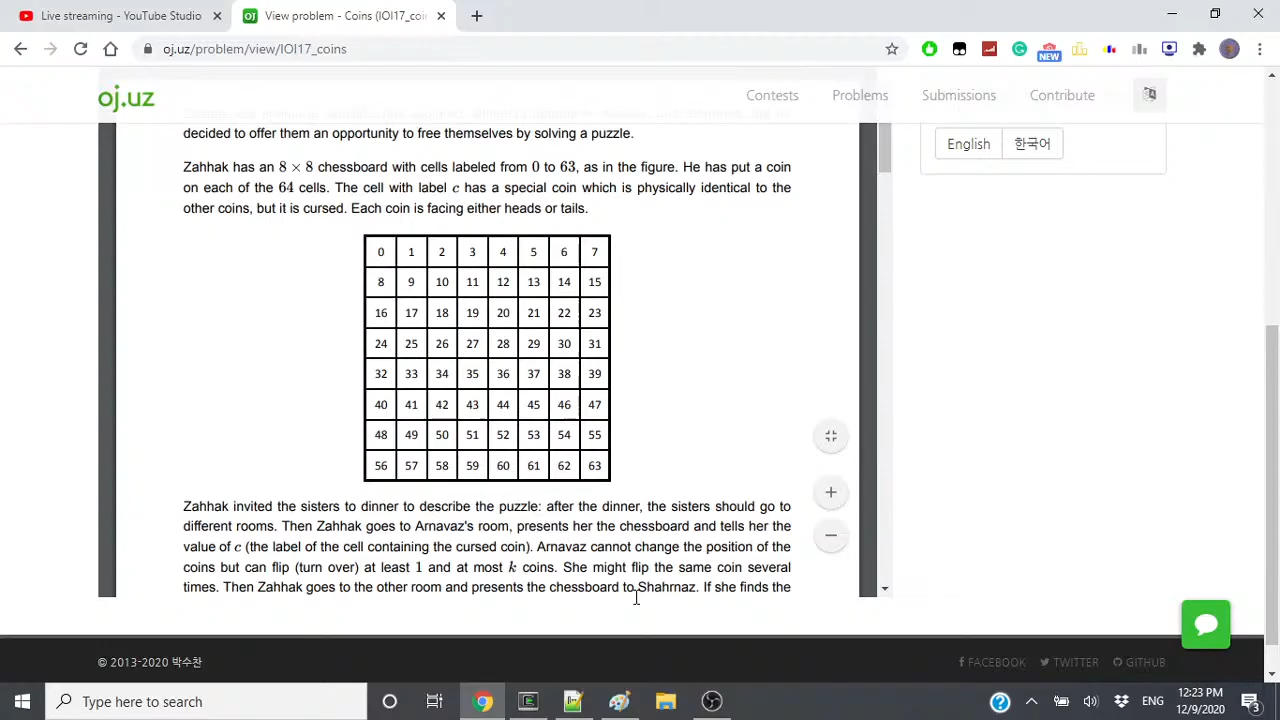 Live streaming - YouTube Studio
View problem - Coins (IOI17_coi
oj.uz/problem/view/IOI17_coins
NEW
oj.uz
Contests Problems Submissions Contribute
decided to offer them an opportunity to free themselves by solving a puzzle.
English 한국어
Zahhak has an 8 × 8 chessboard with cells labeled from 0 to 63, as in the figure. He has put a coin
on each of the 64 cells. The cell with label c has a special coin which is physically identical to the
other coins, but it is cursed. Each coin is facing either heads or tails.
0 1 2 3 4 5 6 7
8 9 10 11 12 13 14 15
16 17 18 19 20 21 22 23
24 25 26 27 28 29 30 31
32 33 34 35 36 37 38 39
40 41 42 43 44 45 46 47
48 49 50 51 52 53 54 55
56 57 58 59 60 61 62 63
Zahhak invited the sisters to dinner to describe the puzzle: after the dinner, the sisters should go to
different rooms. Then Zahhak goes to Arnavaz's room, presents her the chessboard and tells her the
value of c (the label of the cell containing the cursed coin). Arnavaz cannot change the position of the
coins but can flip (turn over) at least 1 and at most k coins. She might flip the same coin several
times. Then Zahhak goes to the other room and presents the chessboard to Shahrnaz. If she finds the
© 2013-2020 박수찬
FACEBOOK TWITTER GITHUB
Type here to search
ENG
12:23 PM
12/9/2020
3